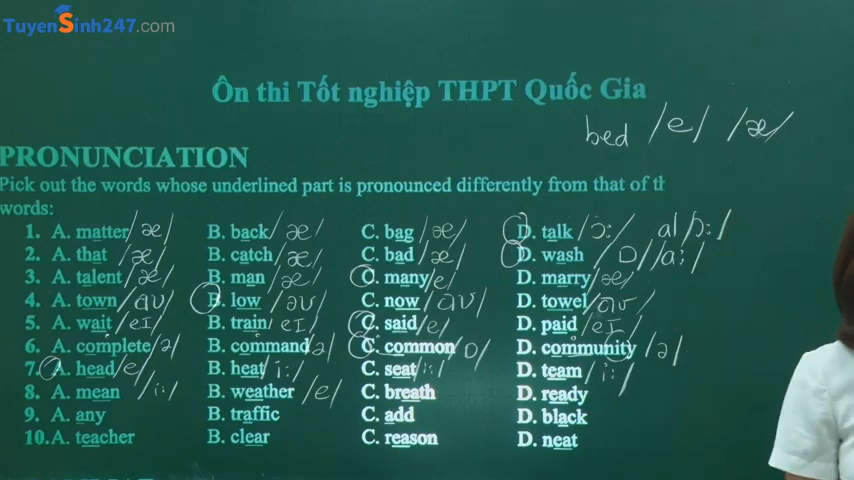 TuyenSinh247.com
Ôn thi Tốt nghiệp THPT Quốc Gia
bed /e/ /æ/
PRONUNCIATION
Pick out the words whose underlined part is pronounced differently from that of th
words:
1. A. matter /æ/ B. back /æ/ C. bag /æ/ D. talk /ɔ:/ al /ɔ:/
2. A. that /æ/ B. catch /æ/ C. bad /æ/ D. wash /ɒ/ /a:/
3. A. talent /æ/ B. man /æ/ C. many /e/ D. marry /æ/
4. A. town /aʊ/ B. low /əʊ/ C. now /aʊ/ D. towel /aʊ/
5. A. wait /eɪ/ B. train /eɪ/ C. said /e/ D. paid /eɪ/
6. A. complete /ə/ B. command /ə/ C. common /ɒ/ D. community /ə/
7. A. head /e/ B. heat /i:/ C. seat /i:/ D. team /i:/
8. A. mean /i:/ B. weather /e/ C. breath D. ready
9. A. any B. traffic C. add D. black
10. A. teacher B. clear C. reason D. neat